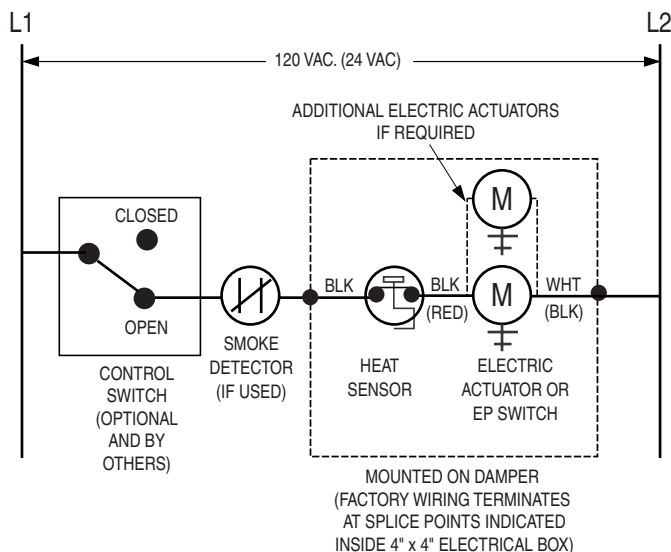 L1
L2
120 VAC. (24 VAC)
ADDITIONAL ELECTRIC ACTUATORS
IF REQUIRED
M
CLOSED
OPEN
BLK
BLK
(RED)
M
WHT
(BLK)
CONTROL
SWITCH
(OPTIONAL
AND BY
OTHERS)
SMOKE
DETECTOR
(IF USED)
HEAT
SENSOR
ELECTRIC
ACTUATOR OR
EP SWITCH
MOUNTED ON DAMPER
(FACTORY WIRING TERMINATES
AT SPLICE POINTS INDICATED
INSIDE 4" x 4" ELECTRICAL BOX)